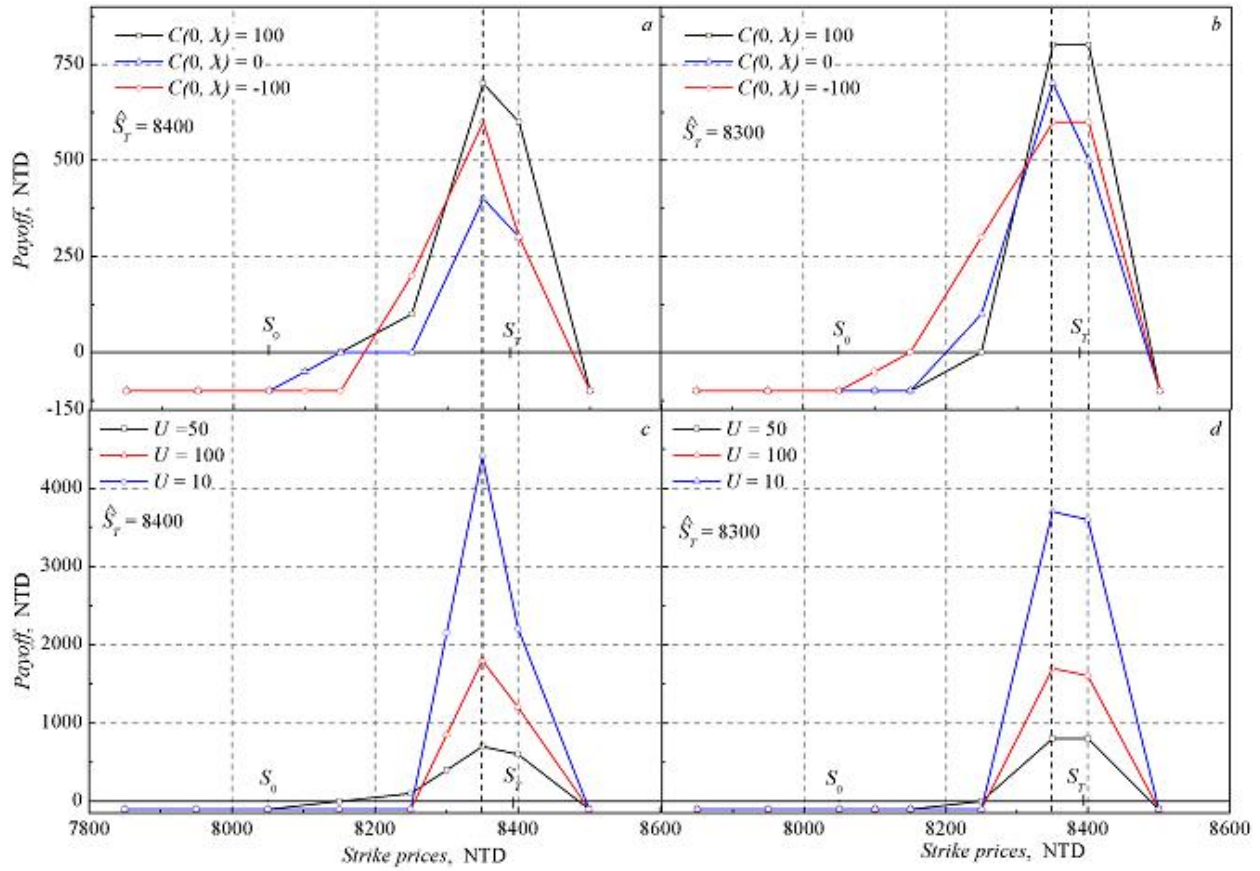 a
C(0, X) = 100
C(0, X) = 0
C(0, X) = -100
Ŝ_T = 8400
S_0
S_T
b
C(0, X) = 100
C(0, X) = 0
C(0, X) = -100
Ŝ_T = 8300
S_0
S_T
750
500
250
0
-150
Payoff, NTD
c
U =50
U = 100
U = 10
Ŝ_T = 8400
S_0
S_T
d
U = 50
U = 100
U = 10
Ŝ_T = 8300
S_0
S_T
4000
3000
2000
1000
0
Payoff, NTD
7800 8000 8200 8400 8600 8000 8200 8400 8600
Strike prices, NTD Strike prices, NTD